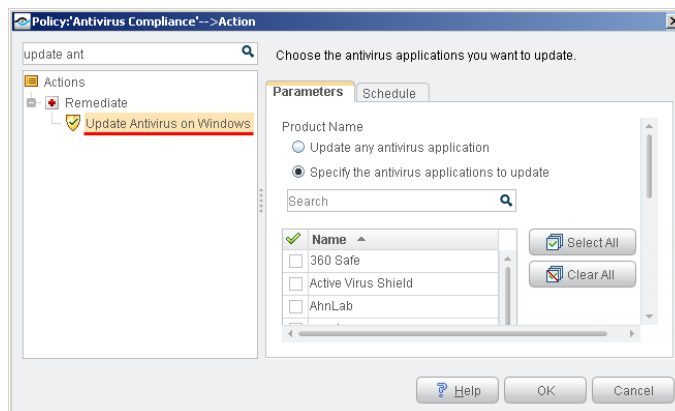 Policy:'Antivirus Compliance'-->Action
update ant
Actions
Remediate
Update Antivirus on Windows
Choose the antivirus applications you want to update.
Parameters
Schedule
Product Name
Update any antivirus application
Specify the antivirus applications to update
Search
Name
360 Safe
Active Virus Shield
AhnLab
Select All
Clear All
Help
OK
Cancel